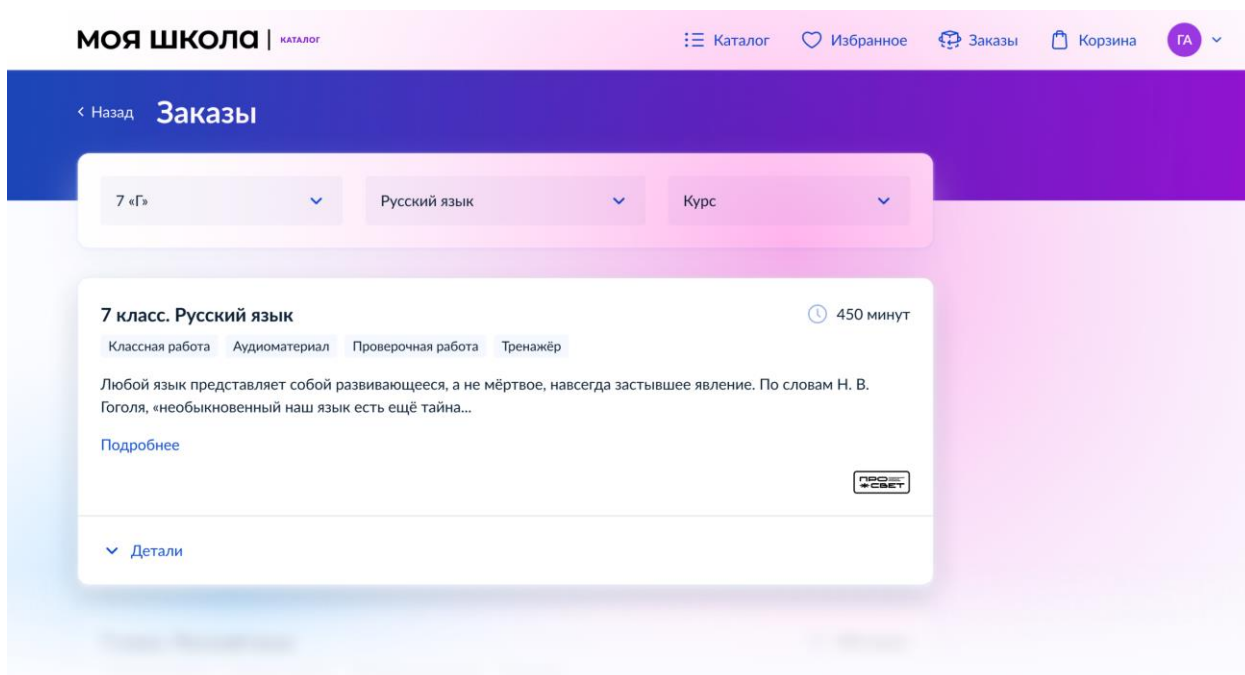 МОЯ ШКОЛА | КАТАЛОГ
Каталог Избранное Заказы Корзина ГА
Назад Заказы
7 «Г» Русский язык Курс
7 класс. Русский язык 450 минут
Классная работа Аудиоматериал Проверочная работа Тренажёр
Любой язык представляет собой развивающееся, а не мёртвое, навсегда застывшее явление. По словам Н. В.
Гоголя, «необыкновенный наш язык есть ещё тайна...
Подробнее
ПРО
СВЕТ
Детали